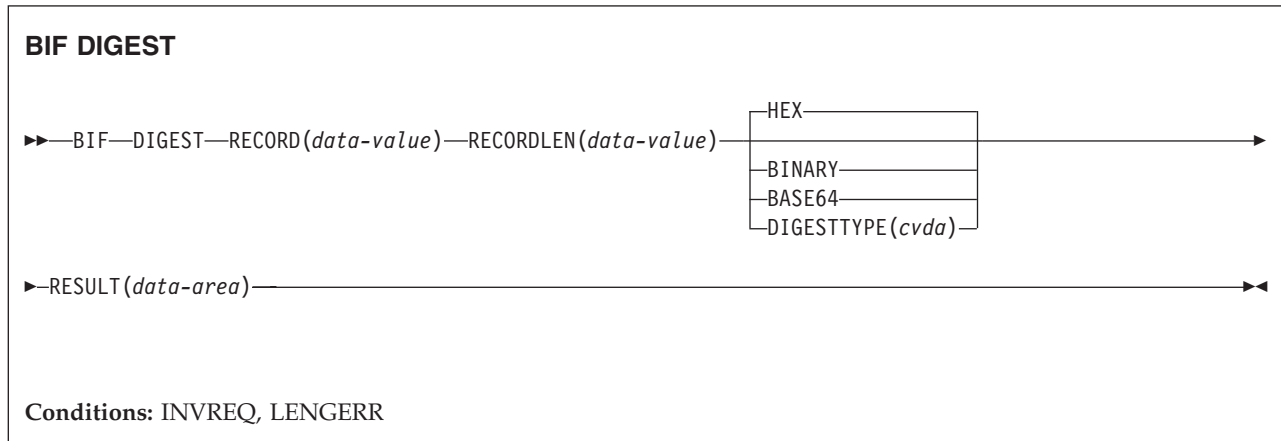 BIF DIGEST
HEX
BIF DIGEST RECORD(data-value) RECORDLEN(data-value)
BINARY
BASE64
DIGESTTYPE(cvda)
RESULT(data-area)
Conditions: INVREQ, LENGERR